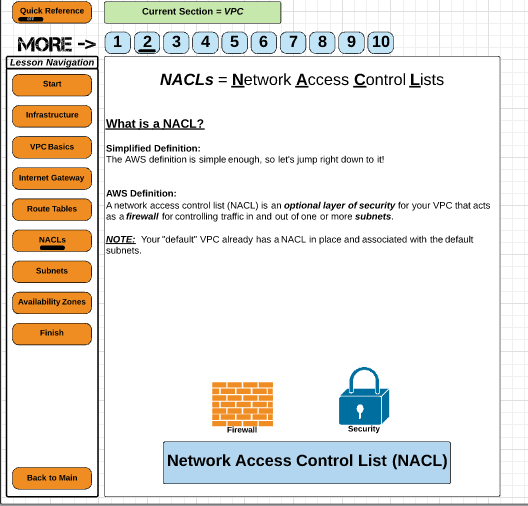 Quick Reference
Current Section = VPC
MORE ->
1 2 3 4 5 6 7 8 9 10
Lesson Navigation
Start
Infrastructure
VPC Basics
Internet Gateway
Route Tables
NACLs
Subnets
Availability Zones
Finish
Back to Main
NACLs = Network Access Control Lists
What is a NACL?
Simplified Definition:
The AWS definition is simple enough, so let's jump right down to it!
AWS Definition:
A network access control list (NACL) is an optional layer of security for your VPC that acts
as a firewall for controlling traffic in and out of one or more subnets.
NOTE: Your "default" VPC already has a NACL in place and associated with the default
subnets.
Firewall
Security
Network Access Control List (NACL)